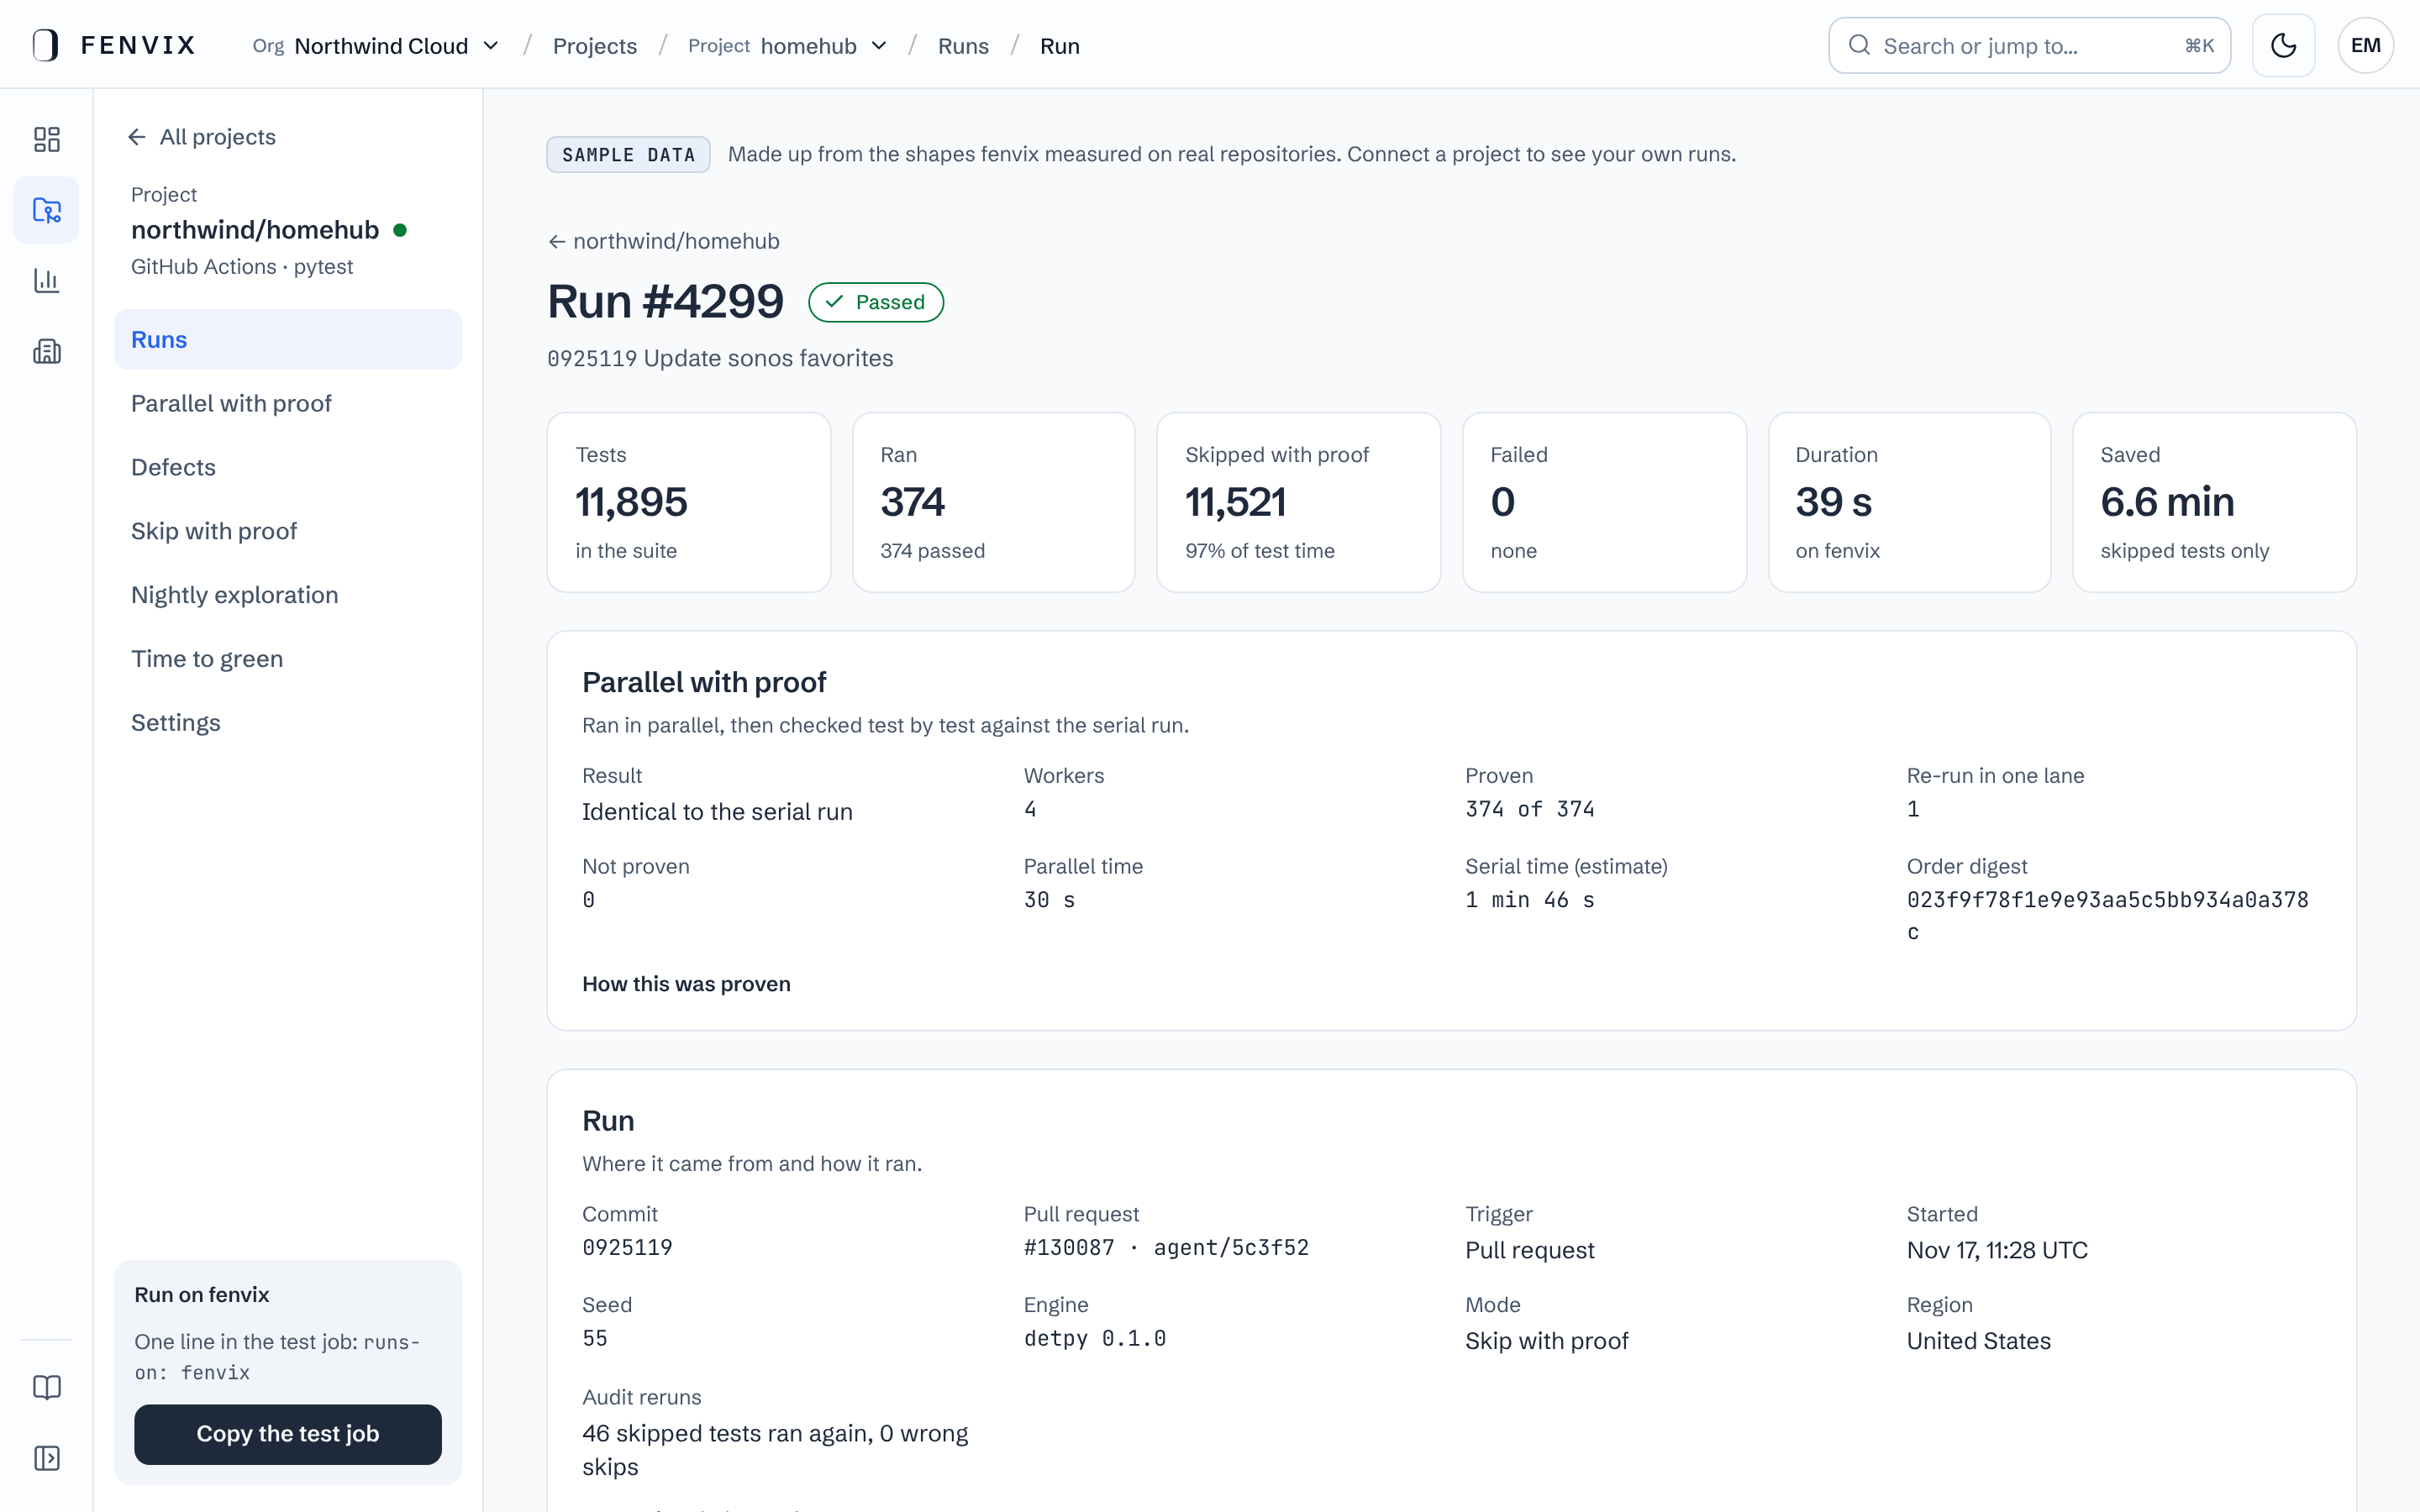 FENVIX
Org Northwind Cloud / Projects / Project homehub / Runs / Run
Search or jump to... ⌘K
EM
← All projects
Project
northwind/homehub
GitHub Actions · pytest
Runs
Parallel with proof
Defects
Skip with proof
Nightly exploration
Time to green
Settings
Run on fenvix
One line in the test job: runs-
on: fenvix
Copy the test job
SAMPLE DATA Made up from the shapes fenvix measured on real repositories. Connect a project to see your own runs.
← northwind/homehub
Run #4299 Passed
0925119 Update sonos favorites
Tests
11,895
in the suite
Ran
374
374 passed
Skipped with proof
11,521
97% of test time
Failed
0
none
Duration
39 s
on fenvix
Saved
6.6 min
skipped tests only
Parallel with proof
Ran in parallel, then checked test by test against the serial run.
Result
Identical to the serial run
Workers
4
Proven
374 of 374
Re-run in one lane
1
Not proven
0
Parallel time
30 s
Serial time (estimate)
1 min 46 s
Order digest
023f9f78f1e9e93aa5c5bb934a0a378
c
How this was proven
Run
Where it came from and how it ran.
Commit
0925119
Pull request
#130087 · agent/5c3f52
Trigger
Pull request
Started
Nov 17, 11:28 UTC
Seed
55
Engine
detpy 0.1.0
Mode
Skip with proof
Region
United States
Audit reruns
46 skipped tests ran again, 0 wrong
skips